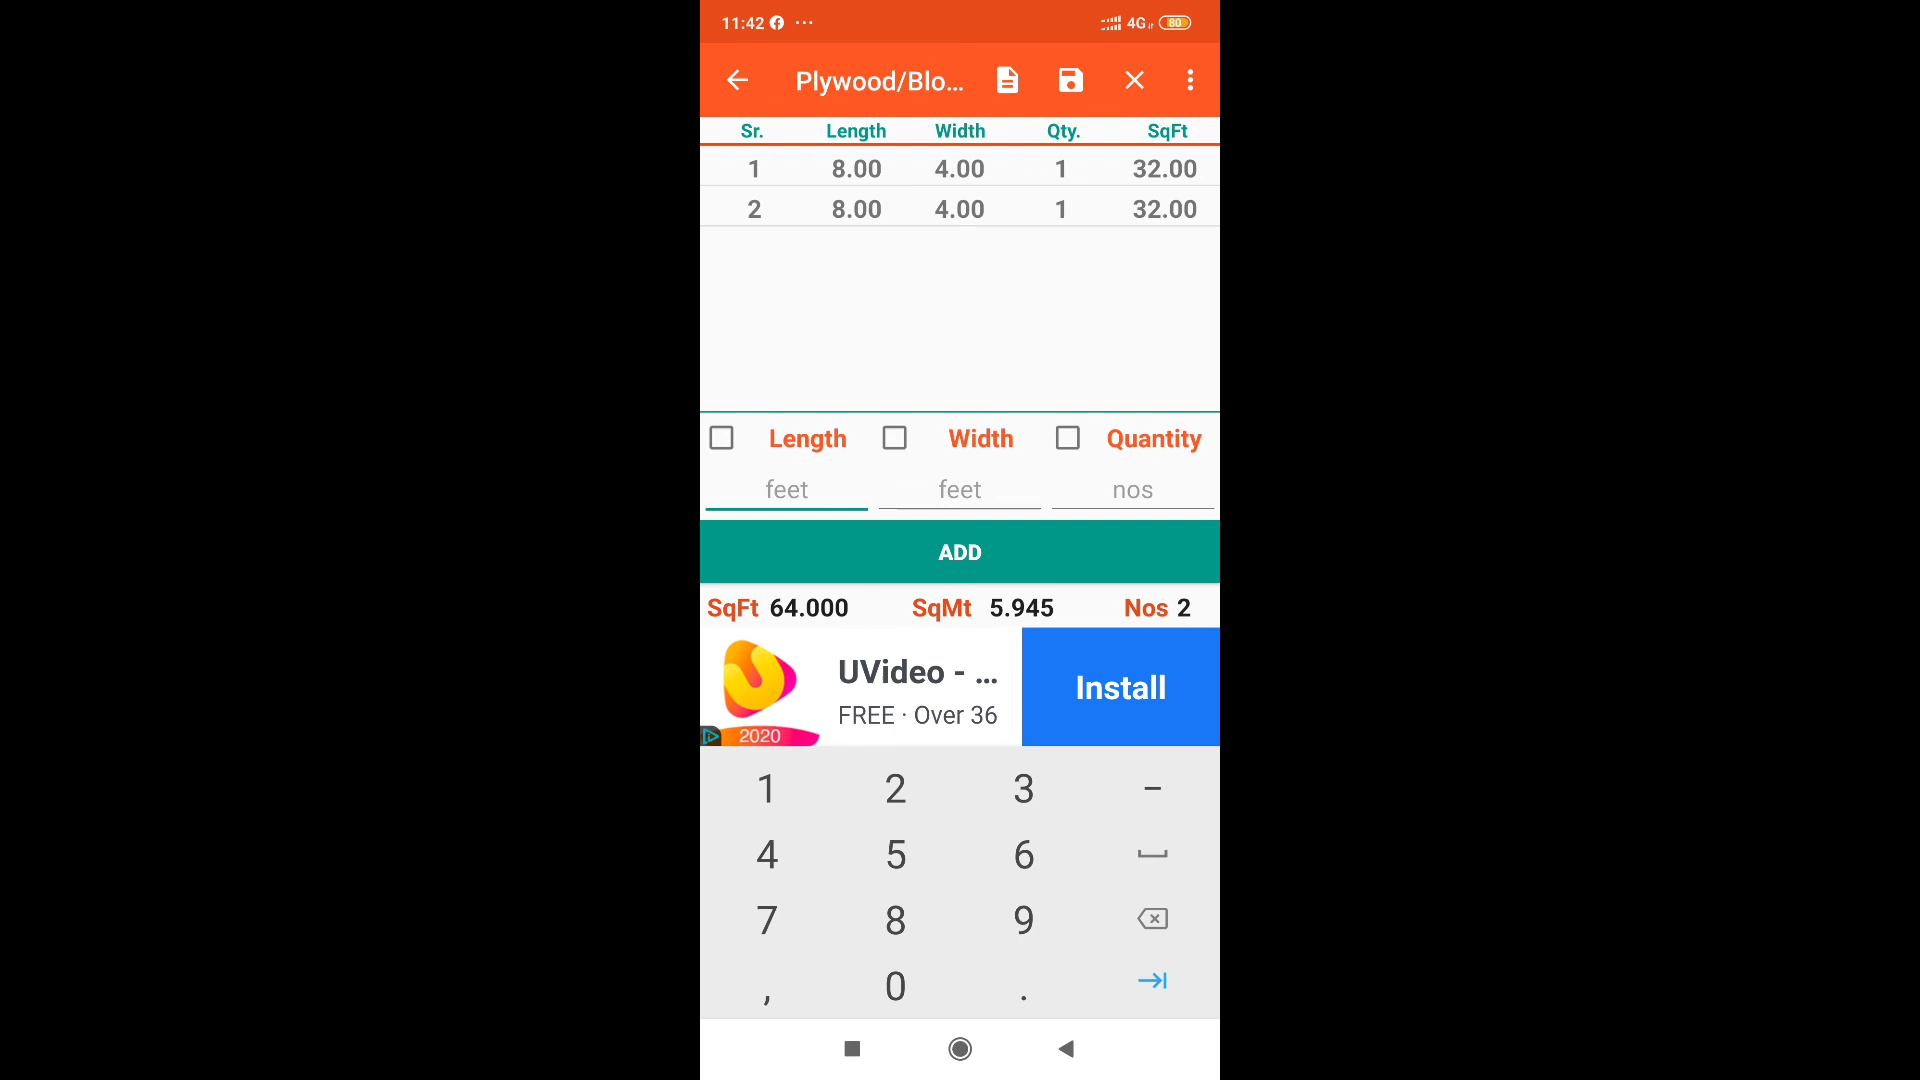 11:42 ... 4G 80
Plywood/Blo...
Sr. Length Width Qty. SqFt
1 8.00 4.00 1 32.00
2 8.00 4.00 1 32.00
Length Width Quantity
feet feet nos
ADD
SqFt 64.000 SqMt 5.945 Nos 2
UVideo - ...
FREE · Over 36
2020
Install
1 2 3 –
4 5 6
7 8 9
, 0 .